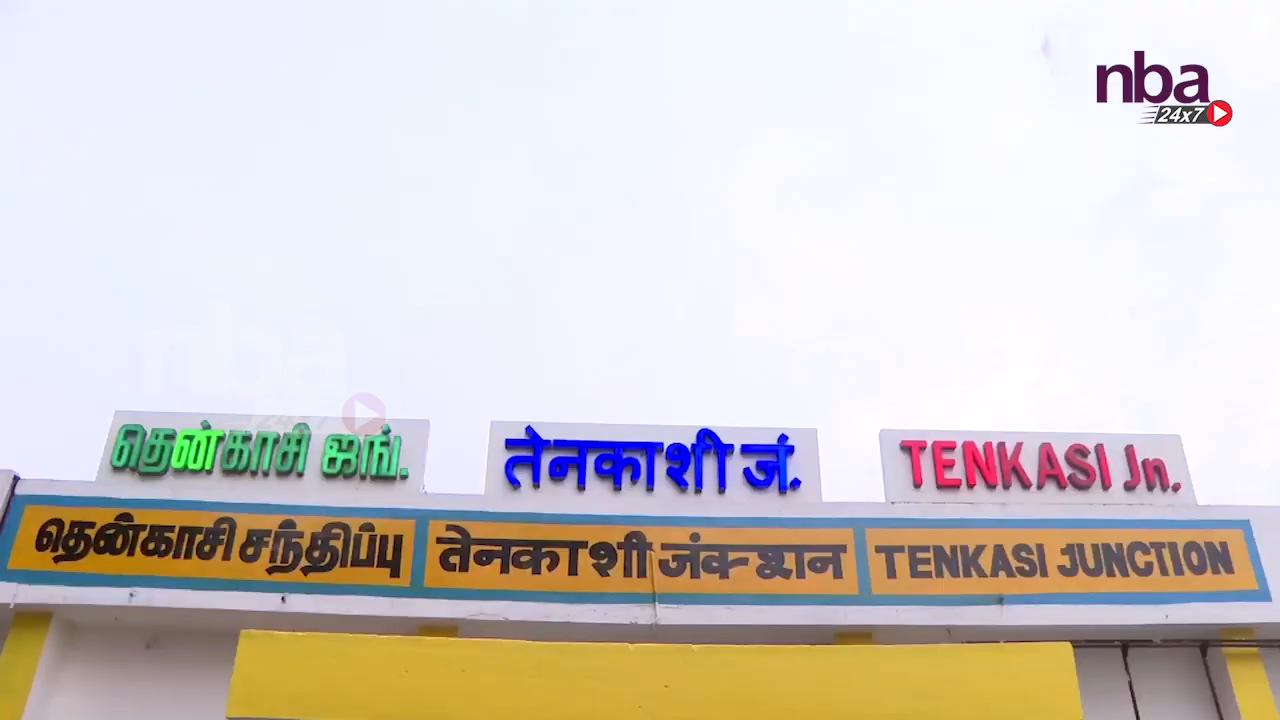 nba
24x7
தென்காசி ஜங். तेनकाशी जं. TENKASI Jn.
தென்காசி சந்திப்பு तेनकाशी जंक्शन TENKASI JUNCTION